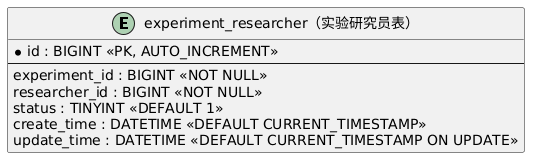 E experiment_researcher（实验研究员表）
id : BIGINT «PK, AUTO_INCREMENT»
experiment_id : BIGINT «NOT NULL»
researcher_id : BIGINT «NOT NULL»
status : TINYINT «DEFAULT 1»
create_time : DATETIME «DEFAULT CURRENT_TIMESTAMP»
update_time : DATETIME «DEFAULT CURRENT_TIMESTAMP ON UPDATE»